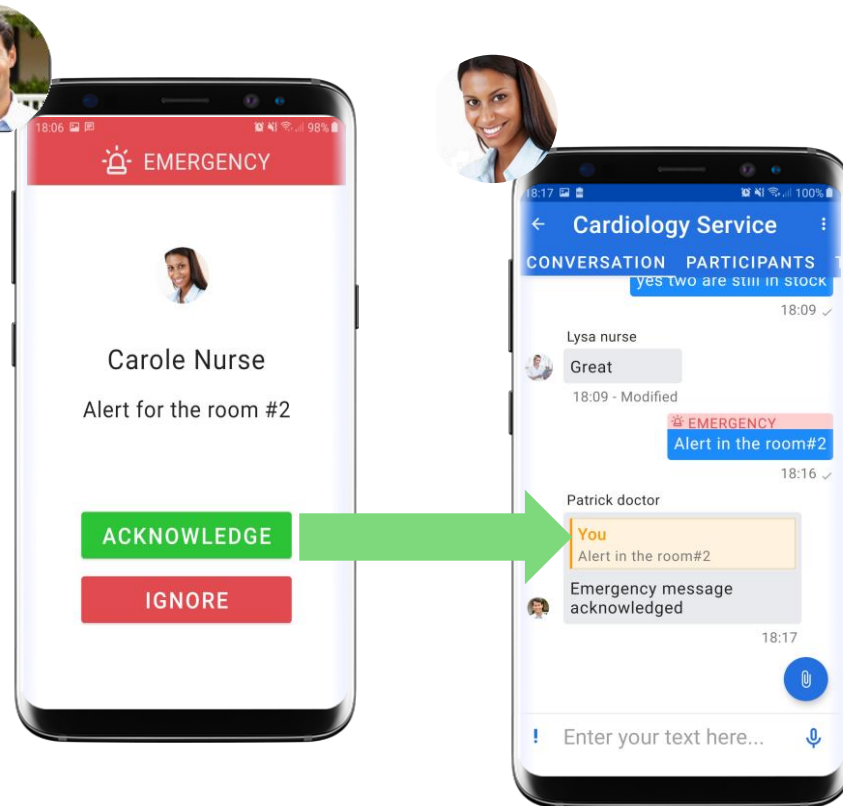 18:06 98%
EMERGENCY
Carole Nurse
Alert for the room #2
ACKNOWLEDGE
IGNORE
18:17 100%
Cardiology Service
CONVERSATION PARTICIPANTS
yes two are still in stock
18:09
Lysa nurse
Great
18:09 - Modified
EMERGENCY
Alert in the room#2
18:16
Patrick doctor
You
Alert in the room#2
Emergency message
acknowledged
18:17
! Enter your text here...